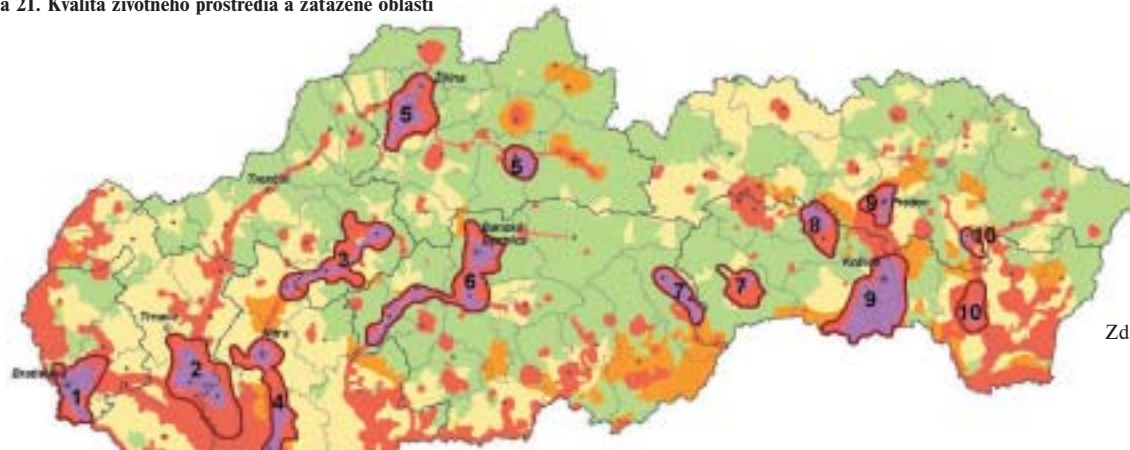 a 21. Kvalita životného prostredia a zaťažené oblasti
Žilina
5
5
Trenčín
9
Prešov
8
10
Banská
Bystrica
3
Košice
6
7
7
9
10
Trnava
Nitra
Zd
2
Bratislava
1
4